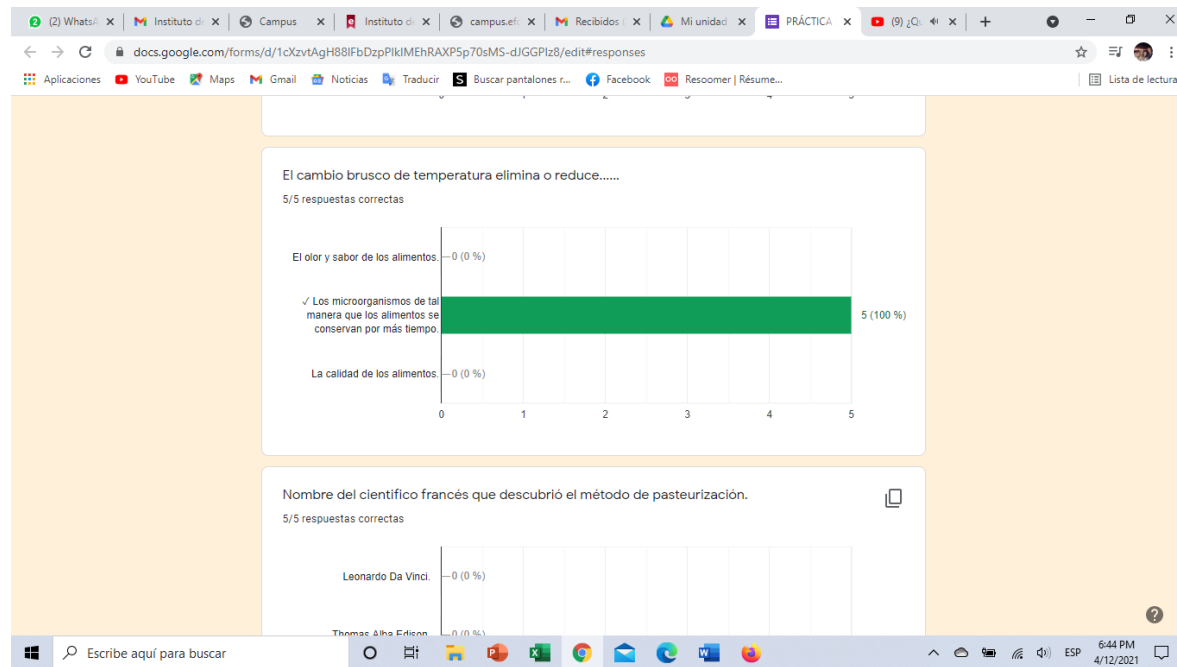 (2) Whats
Instituto d
Campus
Instituto d
campus.ef
Recibidos
Mi unidad
PRÁCTICA
(9) ¿Q
docs.google.com/forms/d/1cXzvtAgH88lFbDzpPlkIMEhRAXP5p70sMS-dJGGPIz8/edit#responses
Aplicaciones
YouTube
Maps
Gmail
Noticias
Traducir
Buscar pantalones r...
Facebook
Resoomer | Résume...
Lista de lectura
El cambio brusco de temperatura elimina o reduce......
5/5 respuestas correctas
El olor y sabor de los alimentos.
0 (0 %)
✓ Los microorganismos de tal
manera que los alimentos se
conservan por más tiempo.
5 (100 %)
La calidad de los alimentos.
0 (0 %)
0 1 2 3 4 5
Nombre del cientifico francés que descubrió el método de pasteurización.
5/5 respuestas correctas
Leonardo Da Vinci.
0 (0 %)
Thomas Alba Edison
0 (0 %)
Escribe aquí para buscar
ESP
6:44 PM
4/12/2021